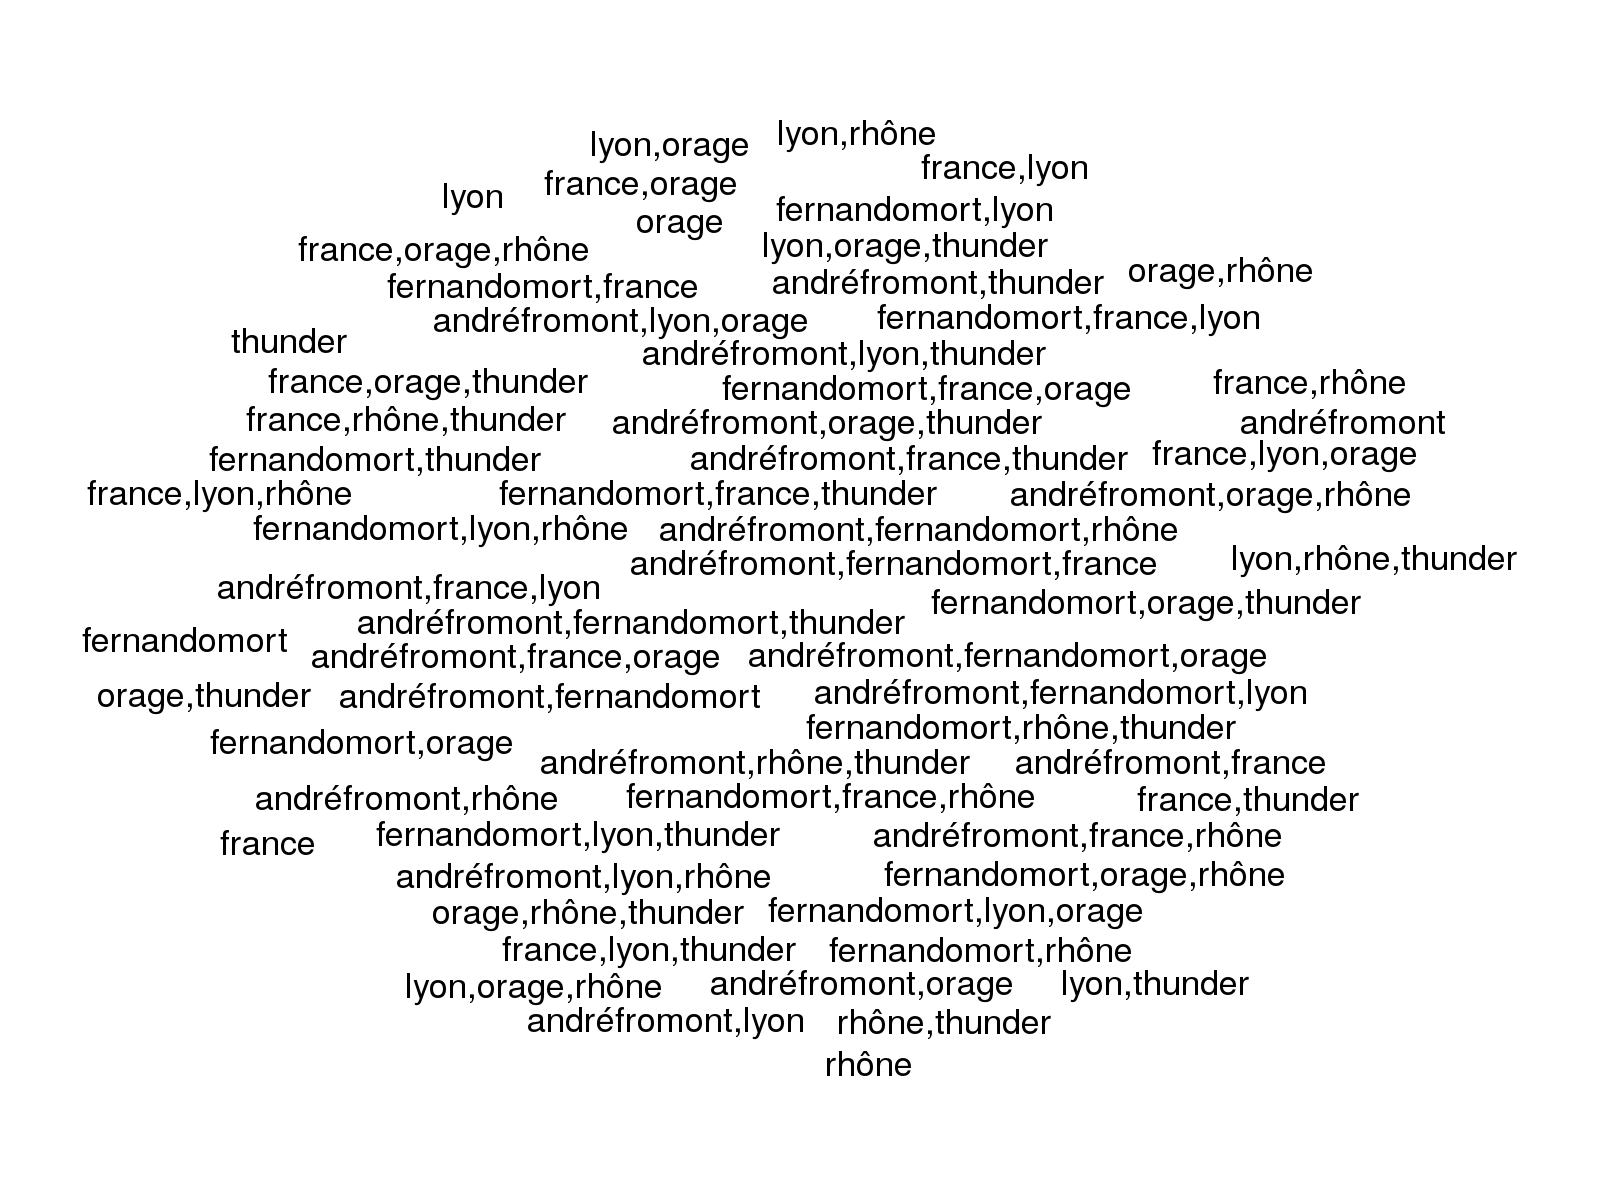 lyon,orage
lyon,rhône
france,lyon
france,orage
lyon
fernandomort,lyon
orage
lyon,orage,thunder
france,orage,rhône
orage,rhône
andréfromont,thunder
fernandomort,france
fernandomort,france,lyon
andréfromont,lyon,orage
thunder
andréfromont,lyon,thunder
france,orage,thunder
fernandomort,france,orage
france,rhône
france,rhône,thunder
andréfromont,orage,thunder
andréfromont
fernandomort,thunder
andréfromont,france,thunder
france,lyon,orage
france,lyon,rhône
fernandomort,france,thunder
andréfromont,orage,rhône
fernandomort,lyon,rhône
andréfromont,fernandomort,rhône
andréfromont,fernandomort,france
lyon,rhône,thunder
andréfromont,france,lyon
fernandomort,orage,thunder
andréfromont,fernandomort,thunder
fernandomort
andréfromont,france,orage
andréfromont,fernandomort,orage
orage,thunder
andréfromont,fernandomort
andréfromont,fernandomort,lyon
fernandomort,rhône,thunder
fernandomort,orage
andréfromont,rhône,thunder
andréfromont,france
andréfromont,rhône
fernandomort,france,rhône
france,thunder
france
fernandomort,lyon,thunder
andréfromont,france,rhône
andréfromont,lyon,rhône
fernandomort,orage,rhône
orage,rhône,thunder
fernandomort,lyon,orage
france,lyon,thunder
fernandomort,rhône
lyon,orage,rhône
andréfromont,orage
lyon,thunder
andréfromont,lyon
rhône,thunder
rhône